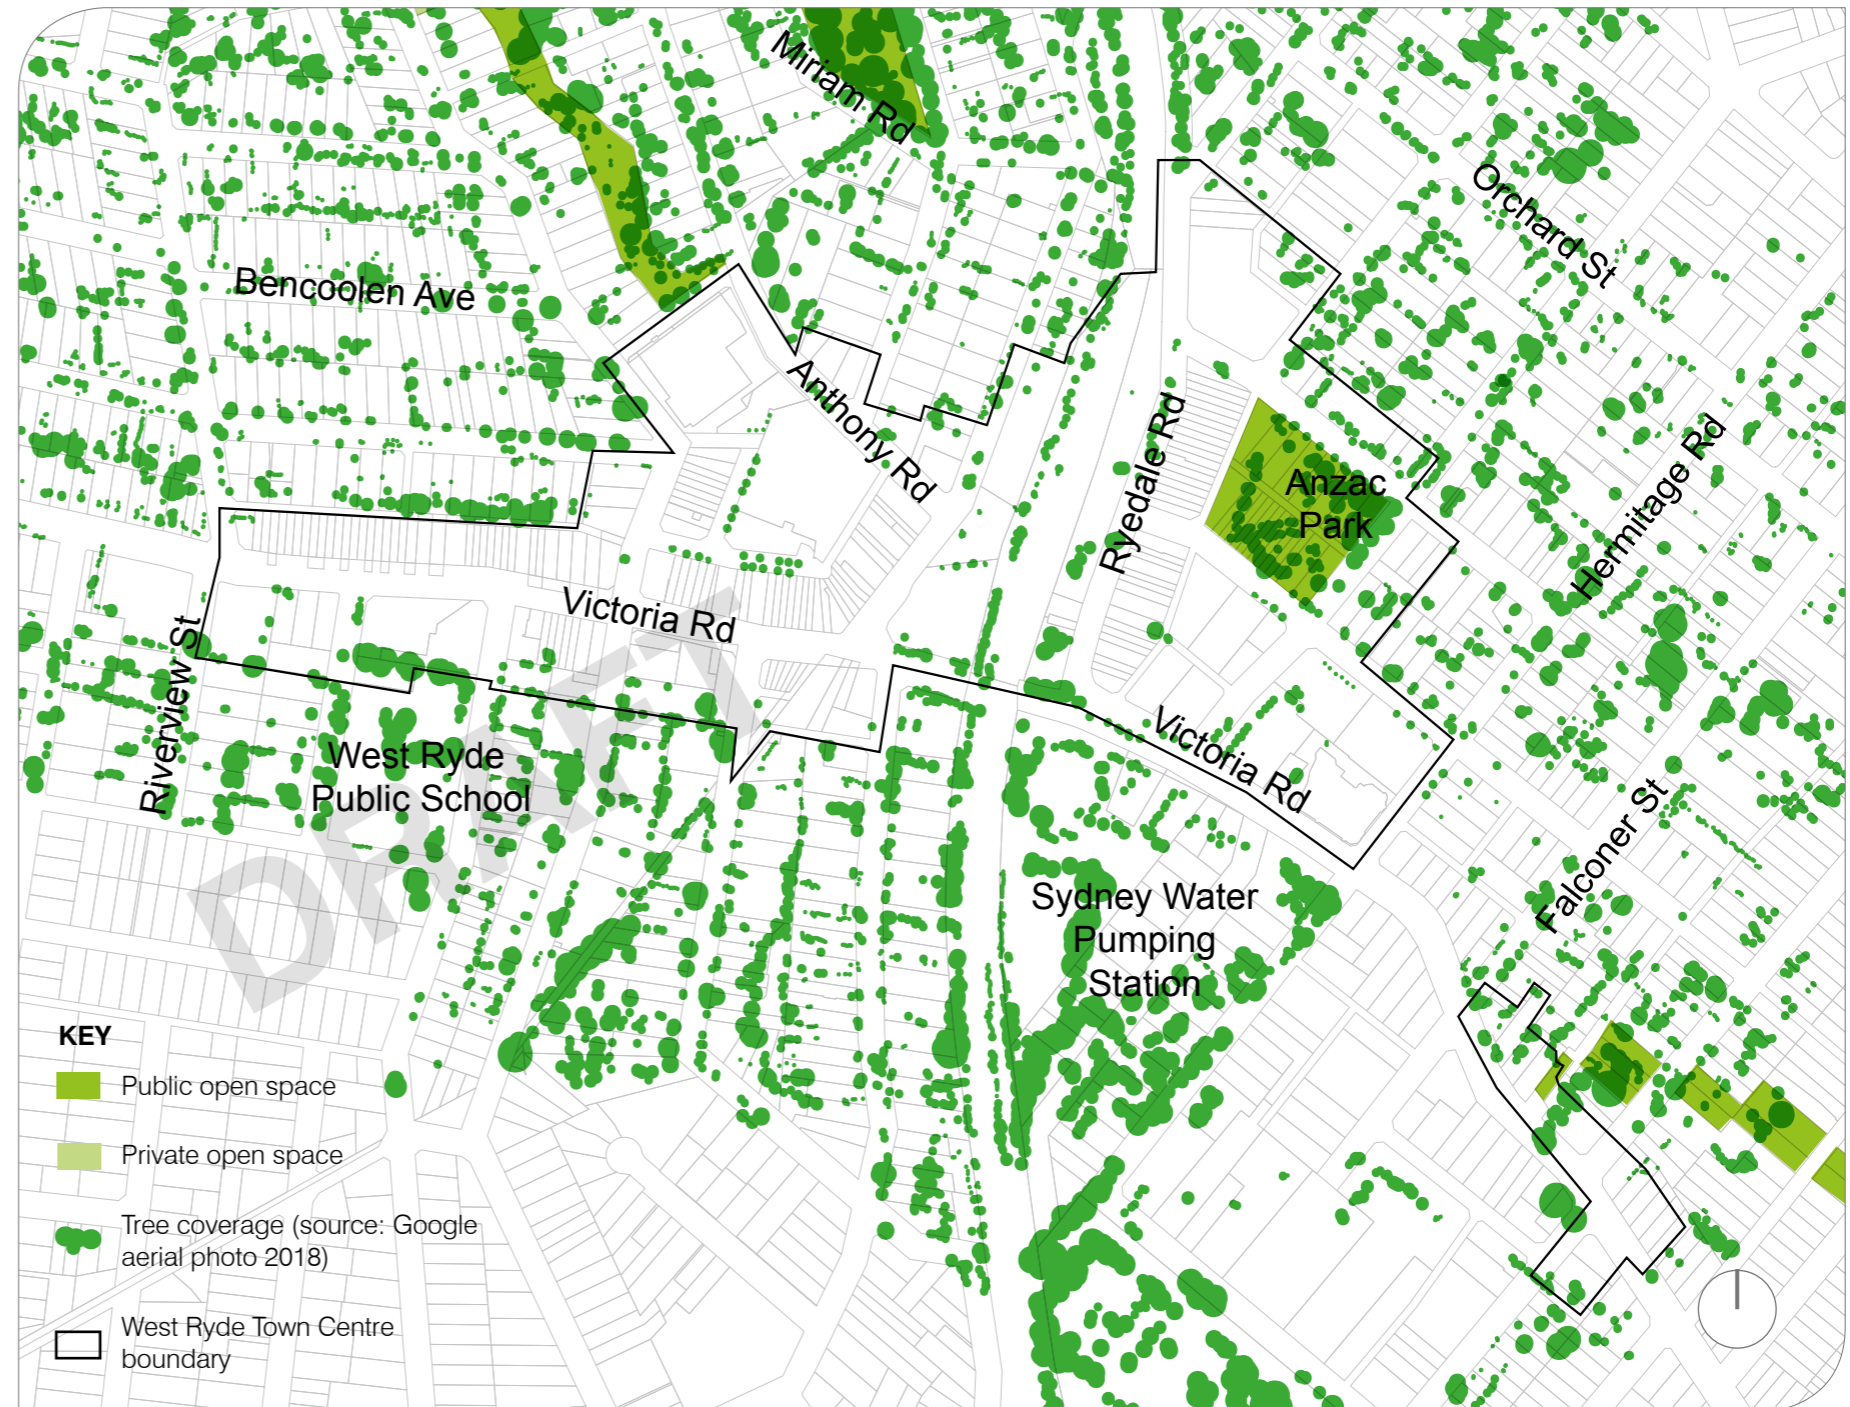 Miriam Rd
Orchard St
Bencoolen Ave
Anthony Rd
Ryedale Rd
Anzac
Park
Hermitage Rd
Victoria Rd
Riverview St
West Ryde
Public School
Victoria Rd
Falconer St
Sydney Water
Pumping
Station
DRAFT
KEY
Public open space
Private open space
Tree coverage (source: Google
aerial photo 2018)
West Ryde Town Centre
boundary